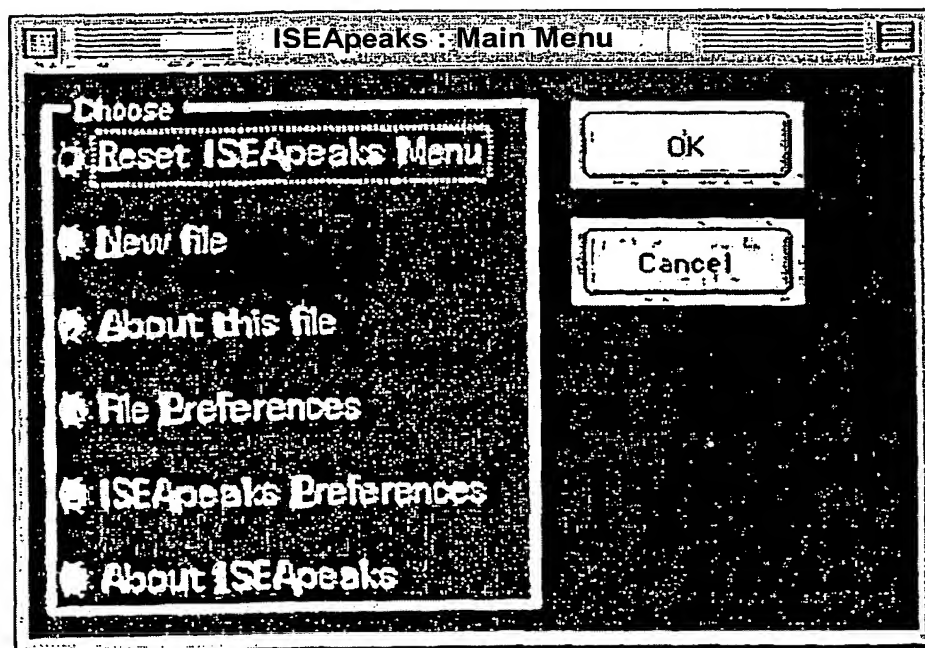 ISEApeaks : Main Menu
Choose
Reset ISEApeaks Menu
OK
New file
Cancel
About this file
File Preferences
ISEApeaks Preferences
About ISEApeaks